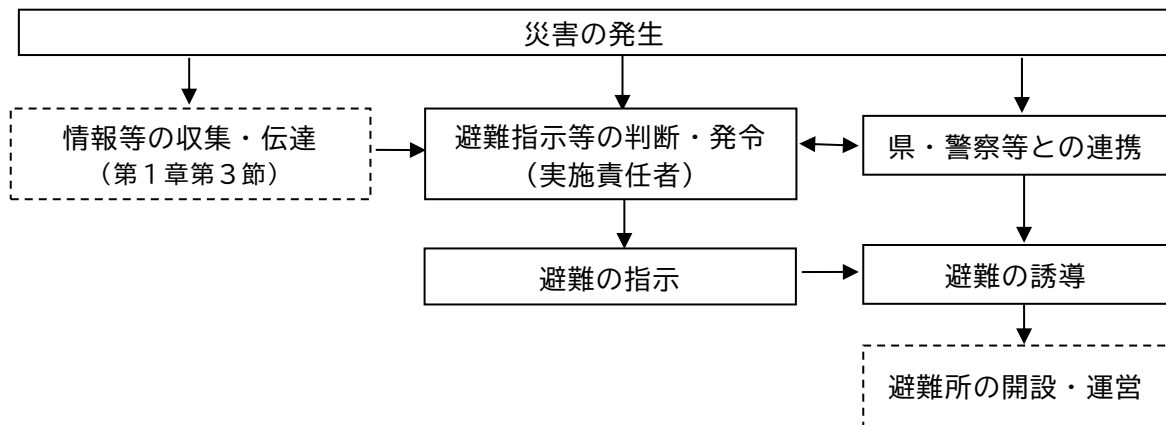 災害の発生
情報等の収集・伝達
（第１章第３節）
避難指示等の判断・発令
（実施責任者）
県・警察等との連携
避難の指示
避難の誘導
避難所の開設・運営